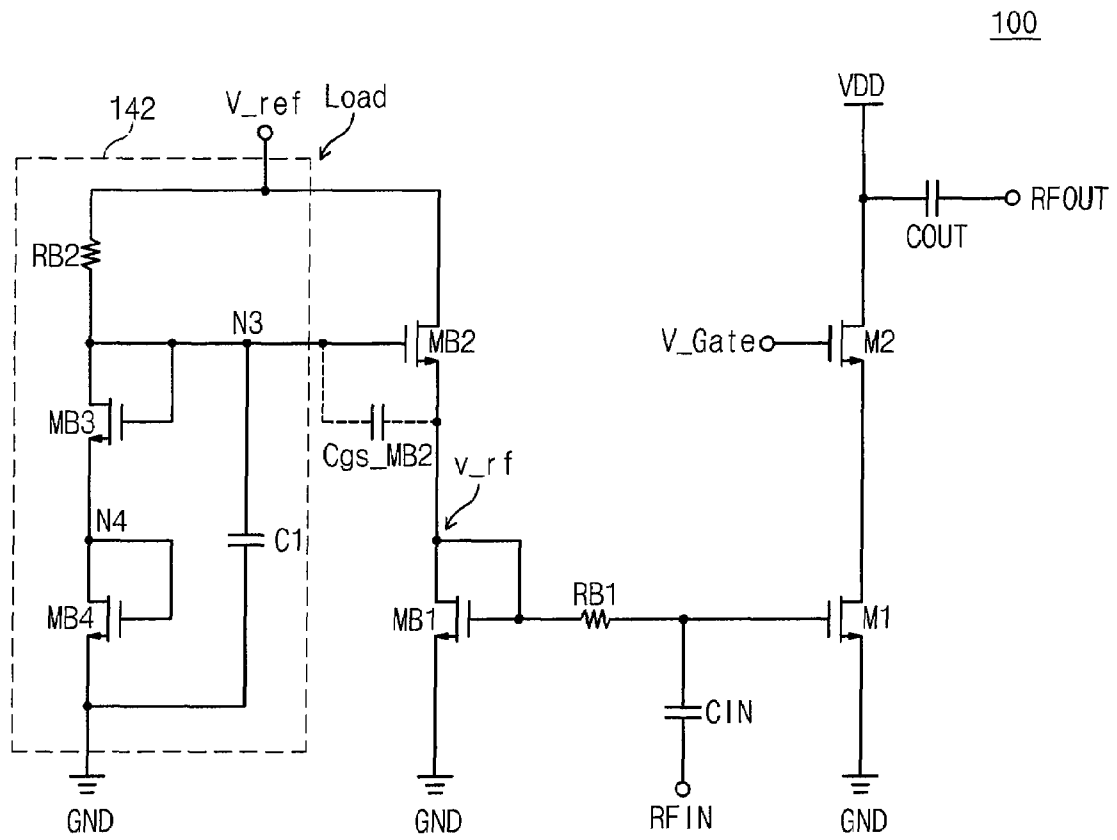 100
VDD
142
V_ref
Load
RFOUT
COUT
RB2
N3
MB2
V_Gate
M2
MB3
Cgs_MB2
v_rf
N4
C1
RB1
MB4
MB1
M1
CIN
GND
GND
RFIN
GND